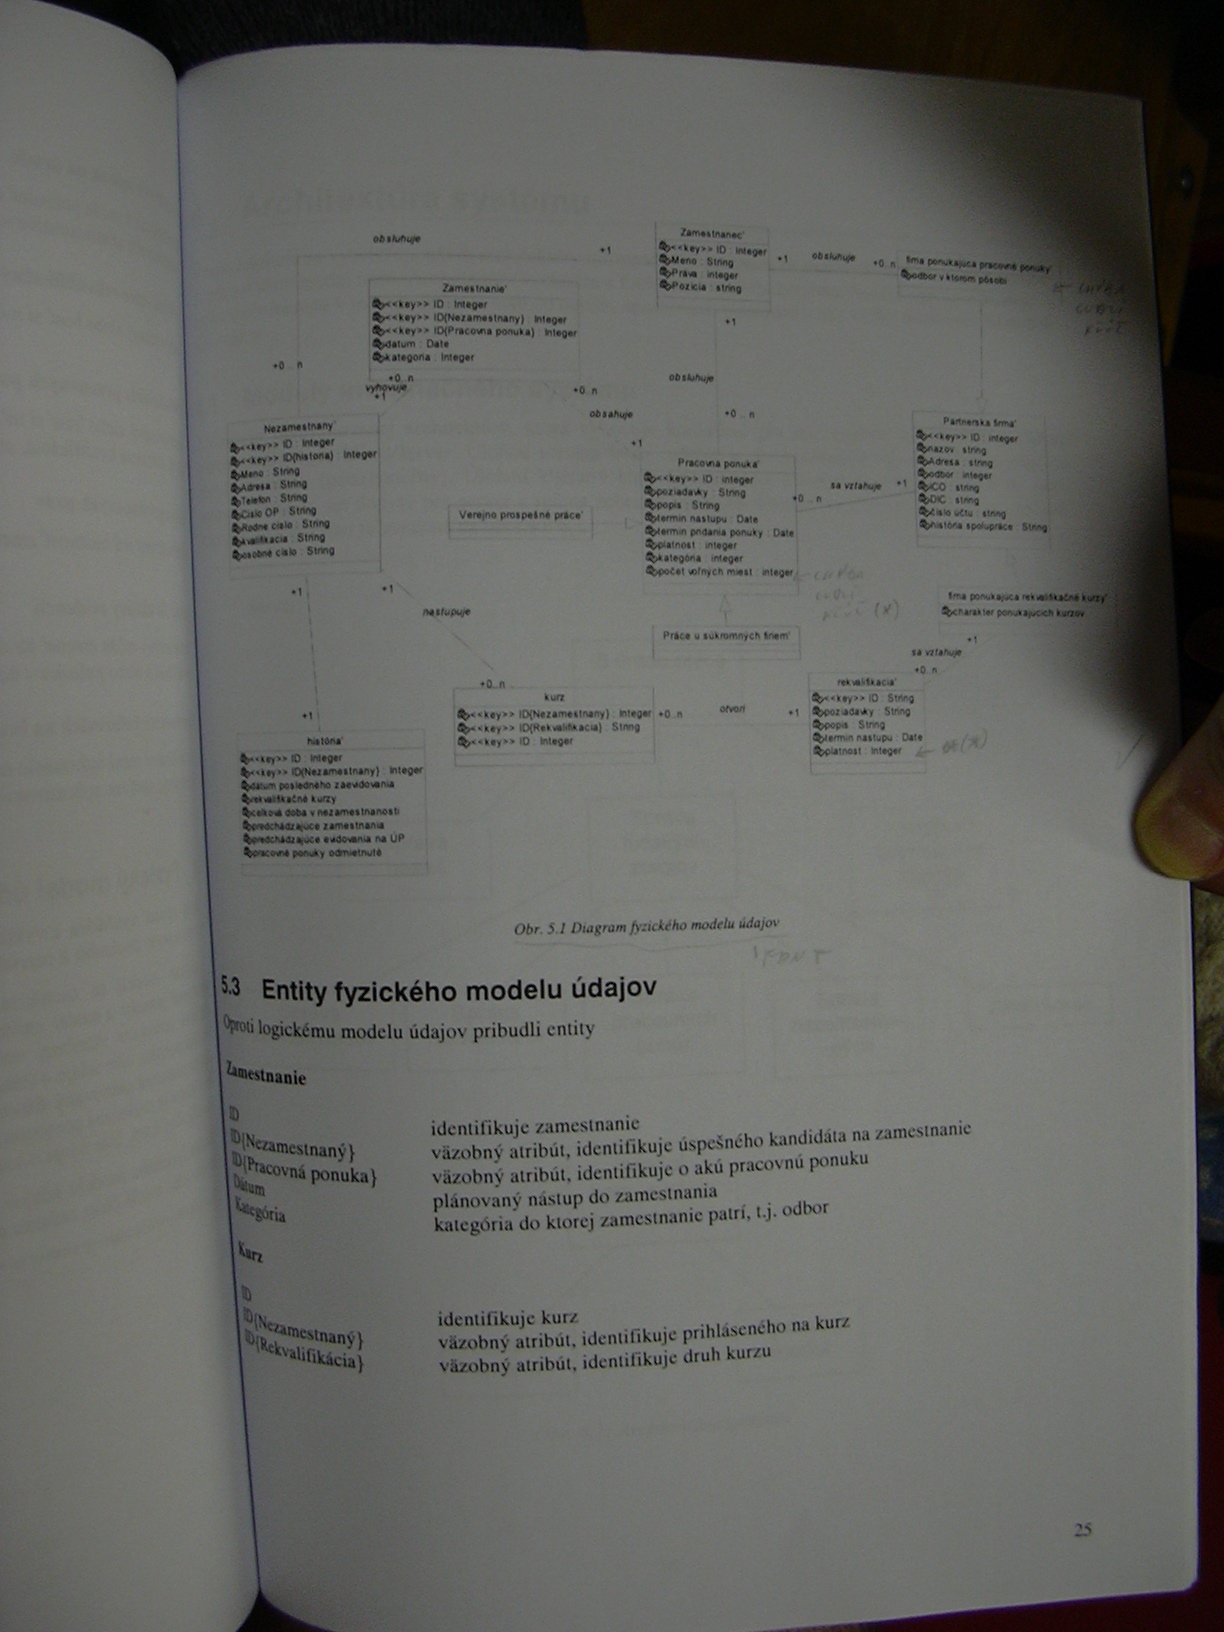 obsluhuje
+1
Zamestnanec'
<<key>> ID : Integer
Meno : String
Práva : integer
Pozícia : string
+1
obsluhuje
+0..n
firma ponukajúca pracovné ponuky'
odbor v ktorom pôsobí
Zamestnanie'
<<key>> ID : Integer
<<key>> ID{Nezamestnany} : Integer
<<key>> ID{Pracovna ponuka} : Integer
datum : Date
kategoria : Integer
+1
obsluhuje
+0 .. n
+0 .. n
+0..n
vyhovuje
+1
+0 .. n
obsahuje
+1
Nezamestnany'
<<key>> ID : Integer
<<key>> ID{historia} : Integer
Meno : String
Adresa : String
Telefon : String
Cislo OP : String
Rodne cislo : String
kvalifikacia : String
osobné cislo : String
Verejno prospešné práce'
Pracovna ponuka'
<<key>> ID : integer
poziadavky : String
popis : String
termin nastupu : Date
termin pridania ponuky : Date
platnost : integer
kategória : integer
počet voľných miest : integer
+0 .. n
sa vzťahuje
+1
Partnerska firma'
<<key>> ID : integer
nazov : string
Adresa : string
odbor : integer
ICO : string
DIC : string
číslo účtu : string
história spolupráce : String
firma ponukajúca rekvalifikačné kurzy'
charakter ponukajúcich kurzov
+1
sa vzťahuje
+0..n
Práce u súkromných firiem'
+1
+1
nastupuje
+0..n
kurz
<<key>> ID{Nezamestnany} : Integer
<<key>> ID{Rekvalifikacia} : String
<<key>> ID : Integer
+0..n
otvorí
+1
rekvalifikacia'
<<key>> ID : String
poziadavky : String
popis : String
termin nastupu : Date
platnost : Integer
+1
história'
<<key>> ID : Integer
<<key>> ID{Nezamestnany} : Integer
dátum posledného zaevidovania
rekvalifikačné kurzy
celková doba v nezamestnanosti
predchádzajúce zamestnania
predchádzajúce evidovania na ÚP
pracovné ponuky odmietnuté
Obr. 5.1 Diagram fyzického modelu údajov
FONT
5.3 Entity fyzického modelu údajov
Oproti logickému modelu údajov pribudli entity
Zamestnanie
ID identifikuje zamestnanie
ID{Nezamestnaný} väzobný atribút, identifikuje úspešného kandidáta na zamestnanie
ID{Pracovná ponuka} väzobný atribút, identifikuje o akú pracovnú ponuku
Dátum plánovaný nástup do zamestnania
Kategória kategória do ktorej zamestnanie patrí, t.j. odbor
Kurz
ID identifikuje kurz
ID{Nezamestnaný} väzobný atribút, identifikuje prihláseného na kurz
ID{Rekvalifikácia} väzobný atribút, identifikuje druh kurzu
25